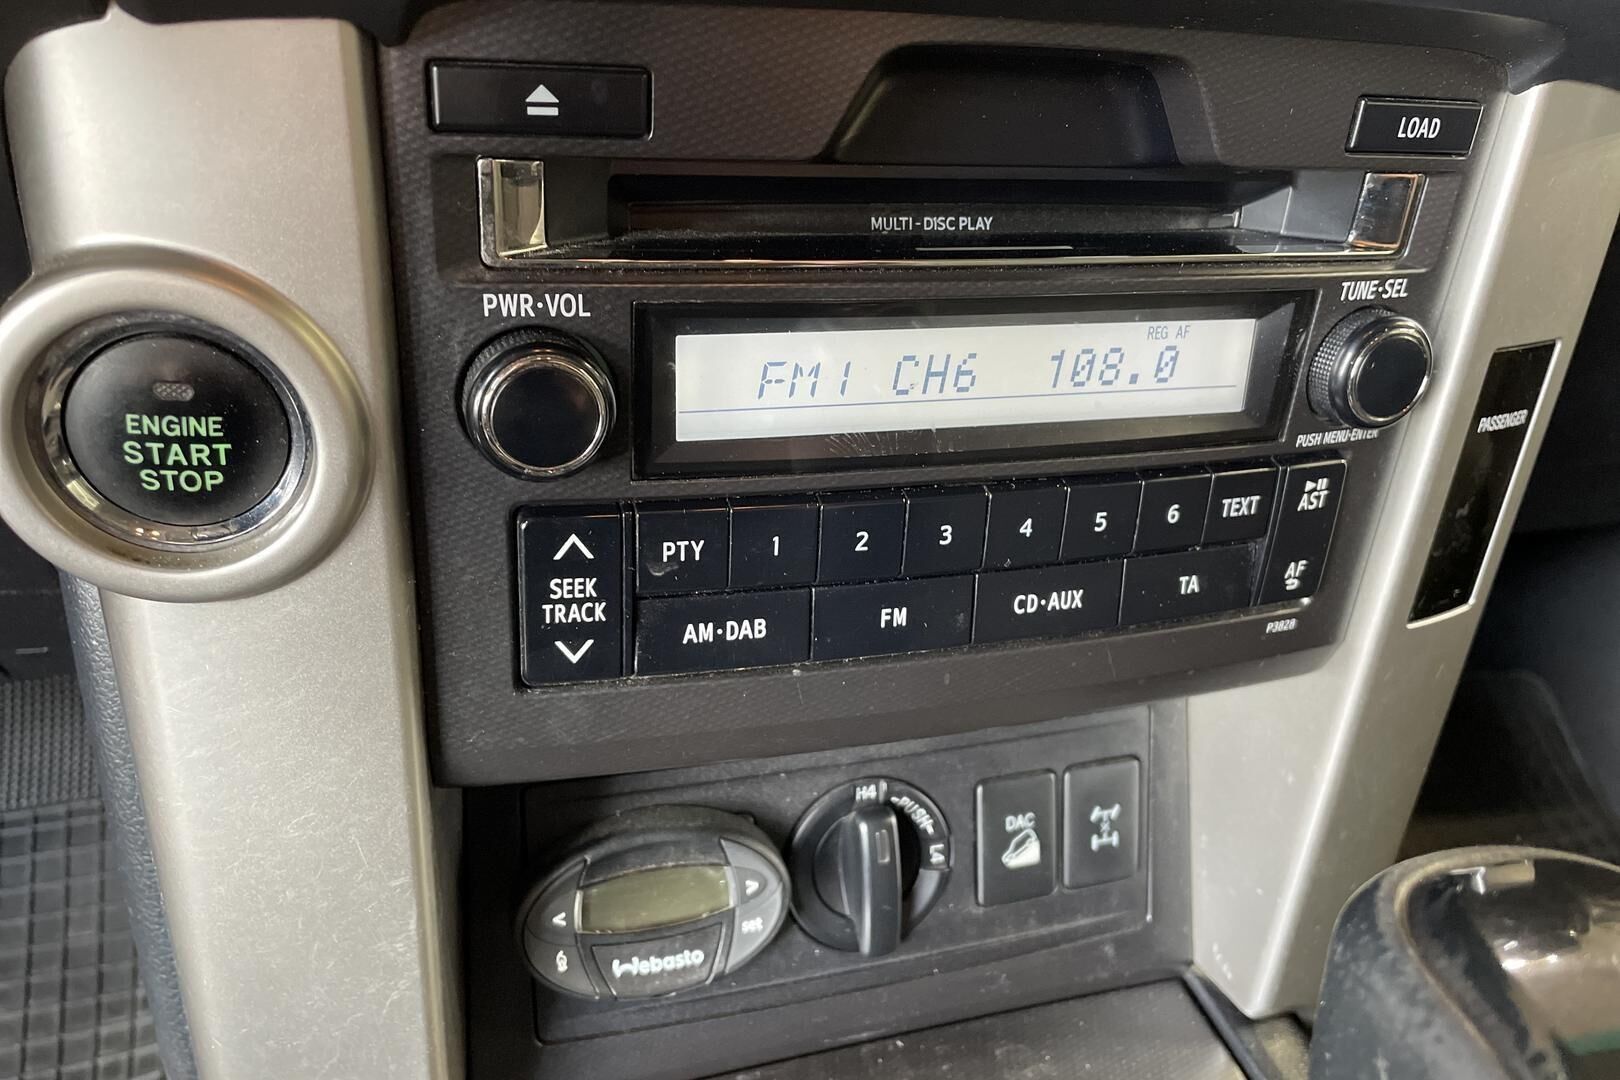 LOAD
MULTI-DISC PLAY
PWR·VOL
TUNE·SEL
REG AF
FM1 CH6 108.0
PUSH MENU·ENTER
PASSENGER
ENGINE
START
STOP
SEEK
TRACK
PTY 1 2 3 4 5 6 TEXT
AST
AM·DAB FM CD·AUX TA
AF
P3828
H4
-PUSH-
L4
DAC
set
Webasto